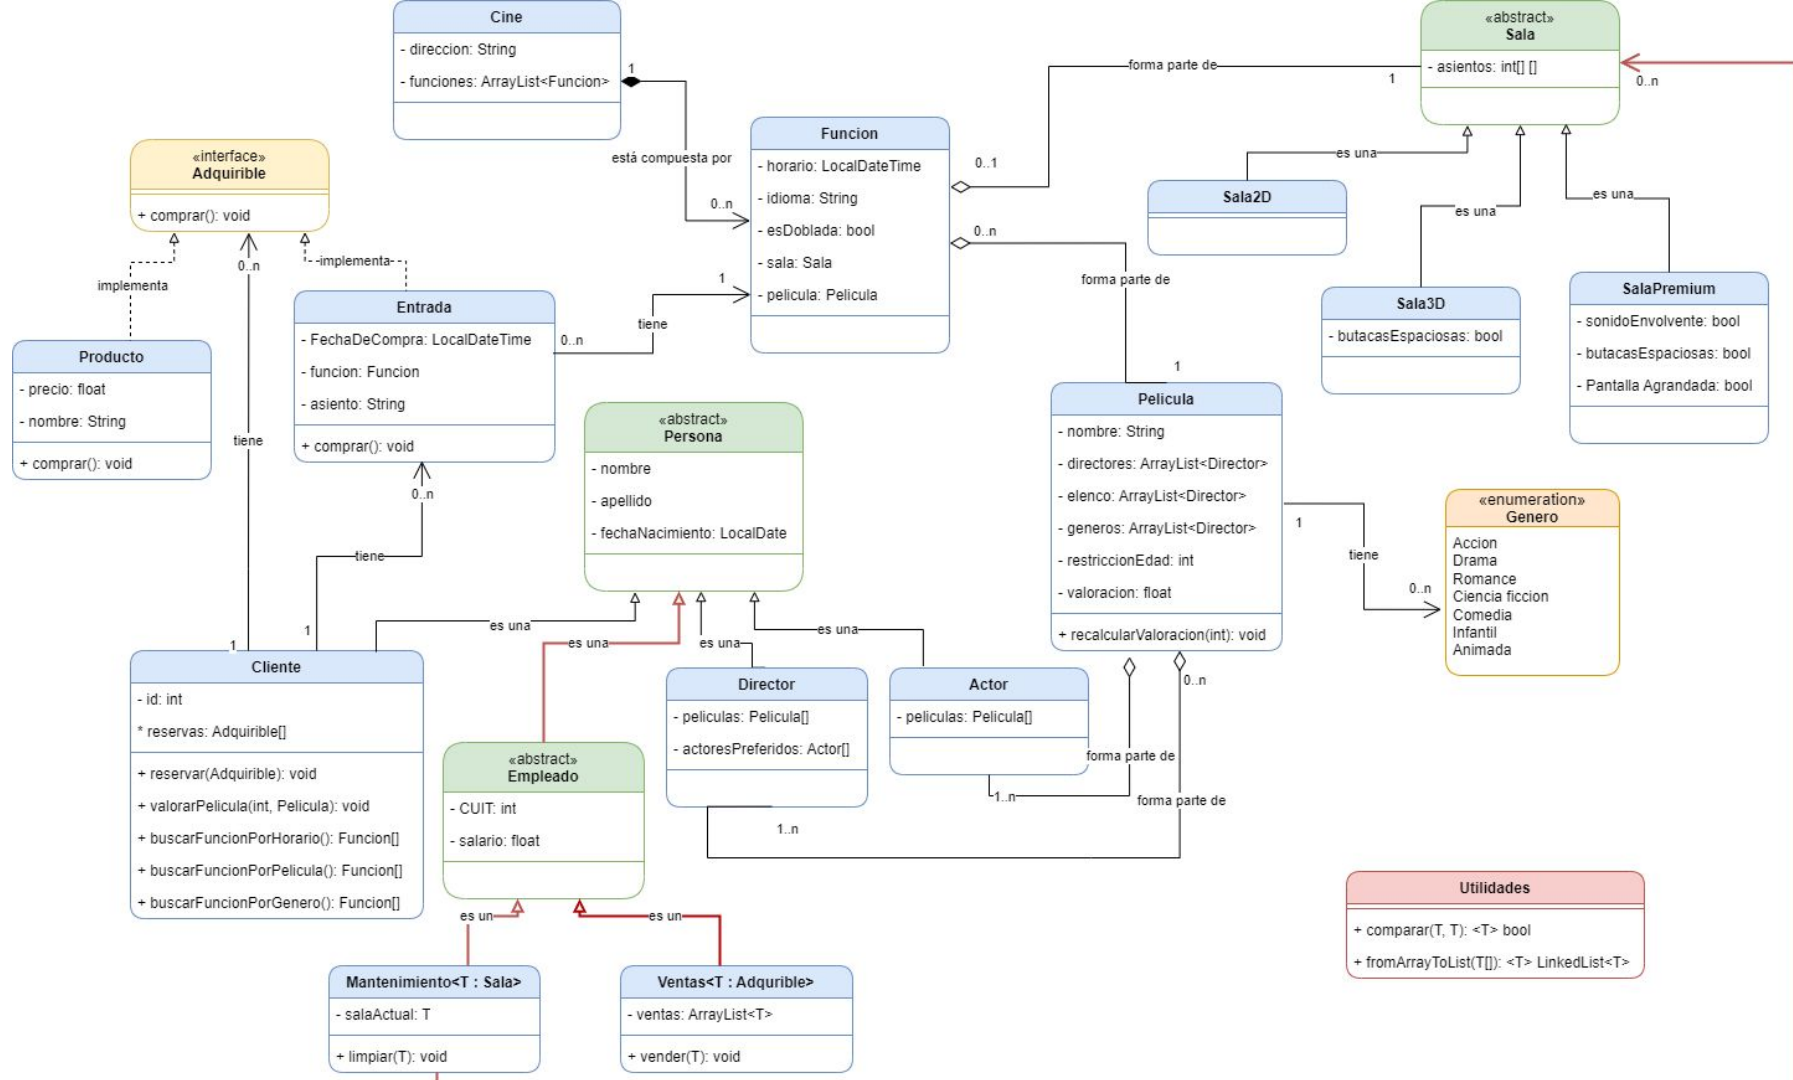 Cine
- direccion: String
- funciones: ArrayList<Funcion>
1
está compuesta por
0..n
«interface»
Adquirible
+ comprar(): void
implementa
0..n
implementa
Producto
- precio: float
- nombre: String
+ comprar(): void
tiene
Entrada
- FechaDeCompra: LocalDateTime
- funcion: Funcion
- asiento: String
+ comprar(): void
0..n
tiene
1
0..n
tiene
1
1
Funcion
- horario: LocalDateTime
- idioma: String
- esDoblada: bool
- sala: Sala
- pelicula: Pelicula
0..1
forma parte de
1
0..n
forma parte de
1
«abstract»
Sala
- asientos: int[] []
0..n
es una
es una
es una
Sala2D
Sala3D
- butacasEspaciosas: bool
SalaPremium
- sonidoEnvolvente: bool
- butacasEspaciosas: bool
- Pantalla Agrandada: bool
«abstract»
Persona
- nombre
- apellido
- fechaNacimiento: LocalDate
Pelicula
- nombre: String
- directores: ArrayList<Director>
- elenco: ArrayList<Director>
- generos: ArrayList<Director>
- restriccionEdad: int
- valoracion: float
+ recalcularValoracion(int): void
1
tiene
0..n
«enumeration»
Genero
Accion
Drama
Romance
Ciencia ficcion
Comedia
Infantil
Animada
es una
es una
es una
es una
Cliente
- id: int
* reservas: Adquirible[]
+ reservar(Adquirible): void
+ valorarPelicula(int, Pelicula): void
+ buscarFuncionPorHorario(): Funcion[]
+ buscarFuncionPorPelicula(): Funcion[]
+ buscarFuncionPorGenero(): Funcion[]
«abstract»
Empleado
- CUIT: int
- salario: float
Director
- peliculas: Pelicula[]
- actoresPreferidos: Actor[]
1..n
Actor
- peliculas: Pelicula[]
1..n
forma parte de
0..n
forma parte de
es un
es un
Mantenimiento<T : Sala>
- salaActual: T
+ limpiar(T): void
Ventas<T : Adqurible>
- ventas: ArrayList<T>
+ vender(T): void
Utilidades
+ comparar(T, T): <T> bool
+ fromArrayToList(T[]): <T> LinkedList<T>